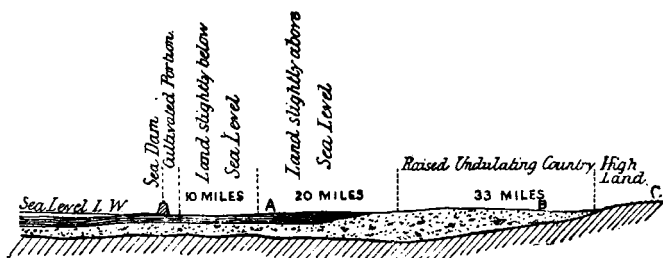 Sea Dam
Cultivated Portion.
Land slightly below
Sea Level
Land slightly above
Sea Level
Raised Undulating Country
High
Land.
Sea Level L.W
10 MILES
A
20 MILES
33 MILES
B
C.